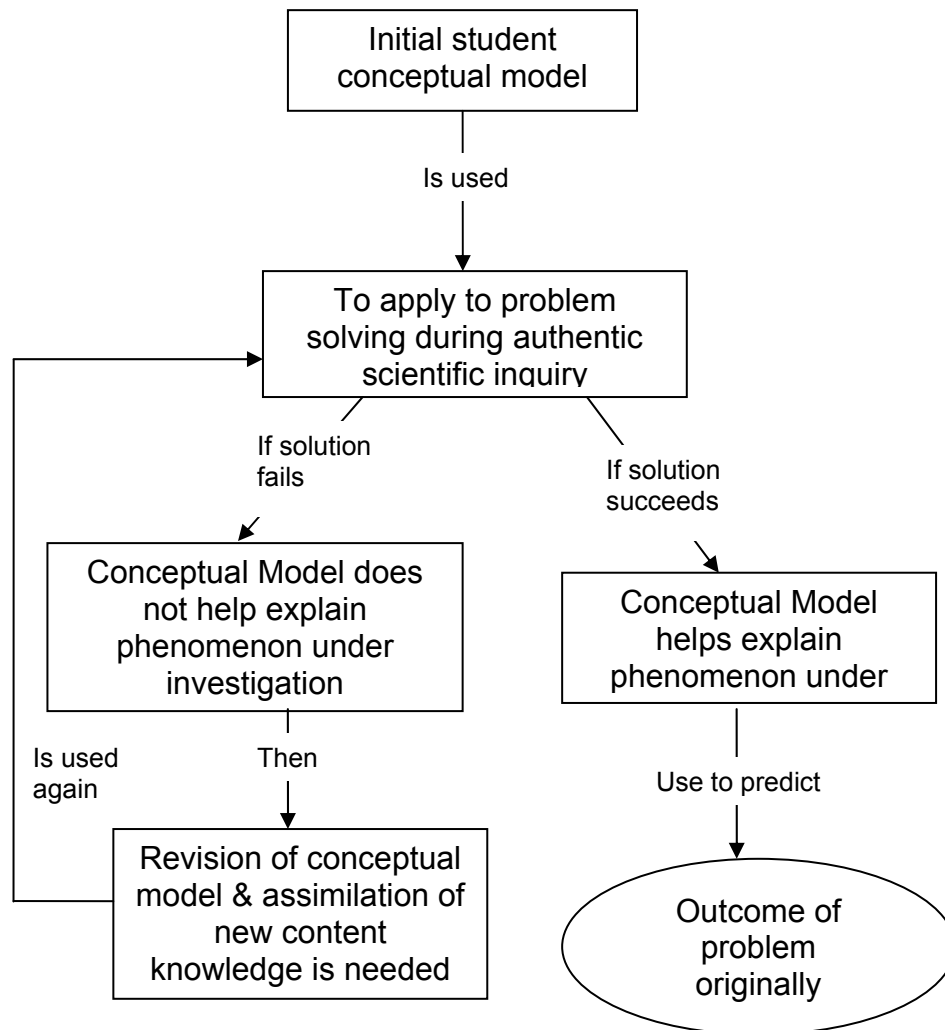 Initial student
conceptual model
Is used
To apply to problem
solving during authentic
scientific inquiry
If solution
fails
If solution
succeeds
Conceptual Model does
not help explain
phenomenon under
investigation
Conceptual Model
helps explain
phenomenon under
Is used
again
Then
Use to predict
Revision of conceptual
model & assimilation of
new content
knowledge is needed
Outcome of
problem
originally